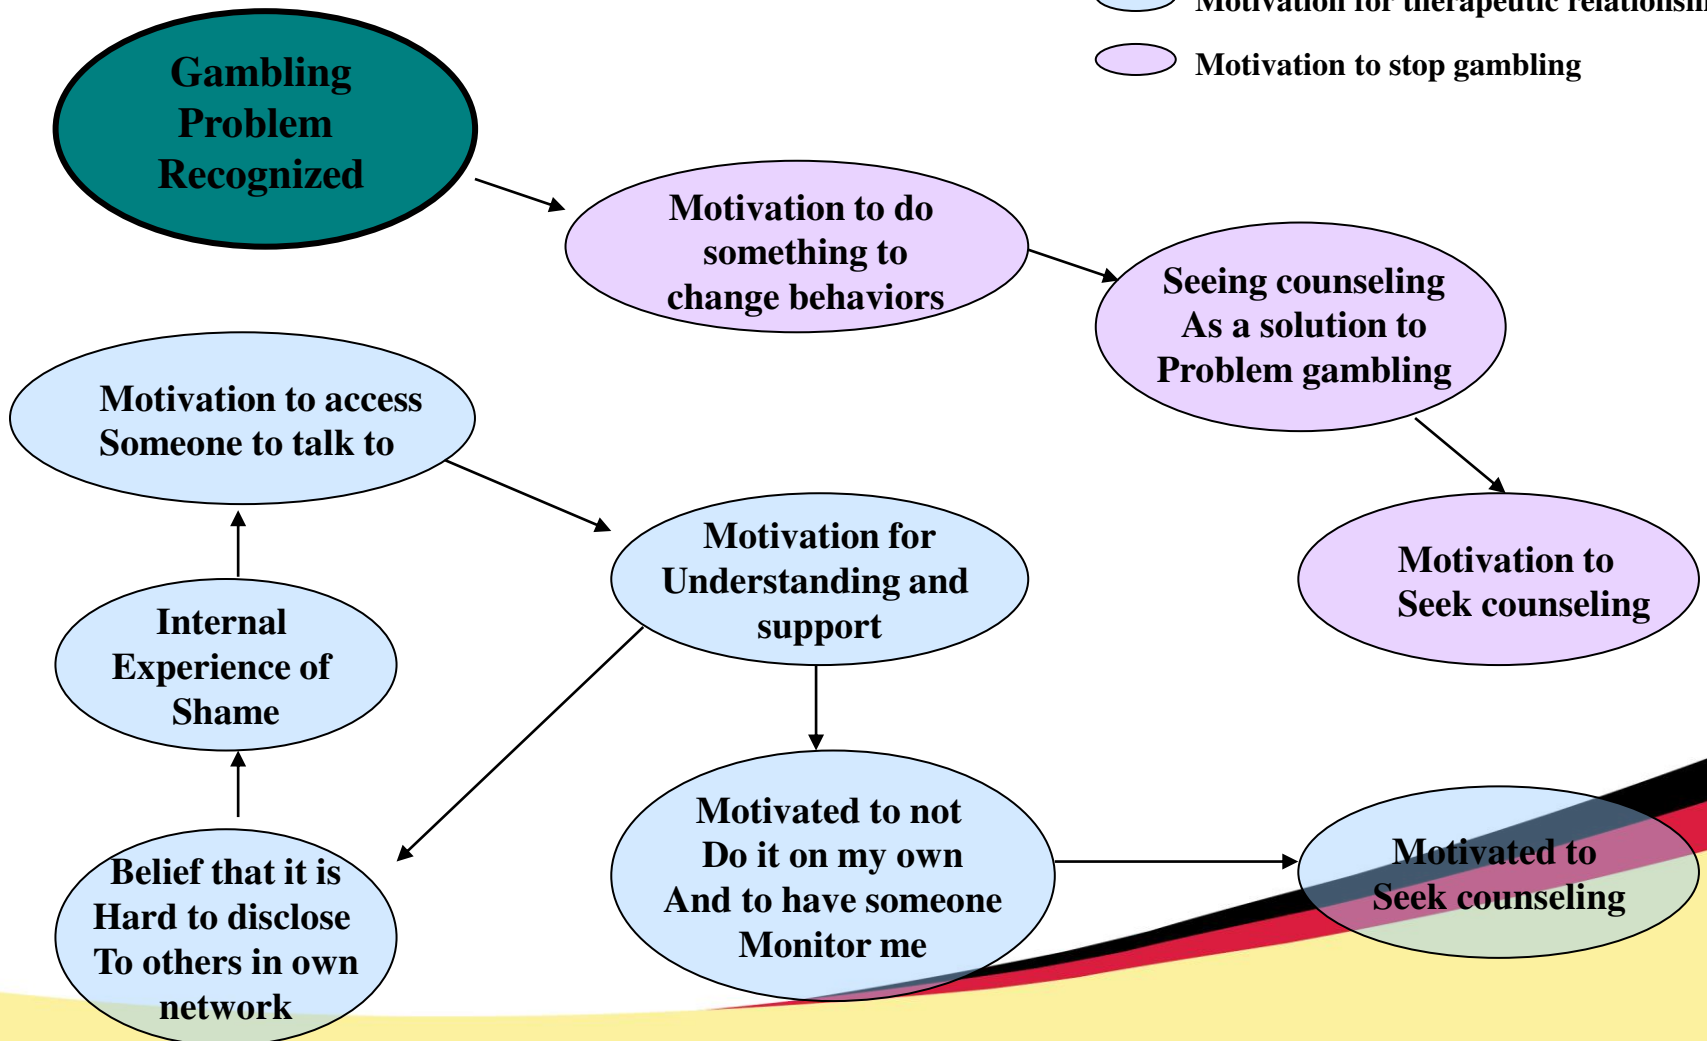 Motivation for therapeutic
Motivation to stop gambling
Gambling
Problem
Recognized
Motivation to do
something to
change behaviors
Seeing counseling
As a solution to
Problem gambling
Motivation to access
Someone to talk to
Motivation for
Understanding and
support
Motivation to
Seek counseling
Internal
Experience of
Shame
Motivated to not
Do it on my own
And to have someone
Monitor me
Motivated to
Seek counseling
Belief that it is
Hard to disclose
To others in own
network